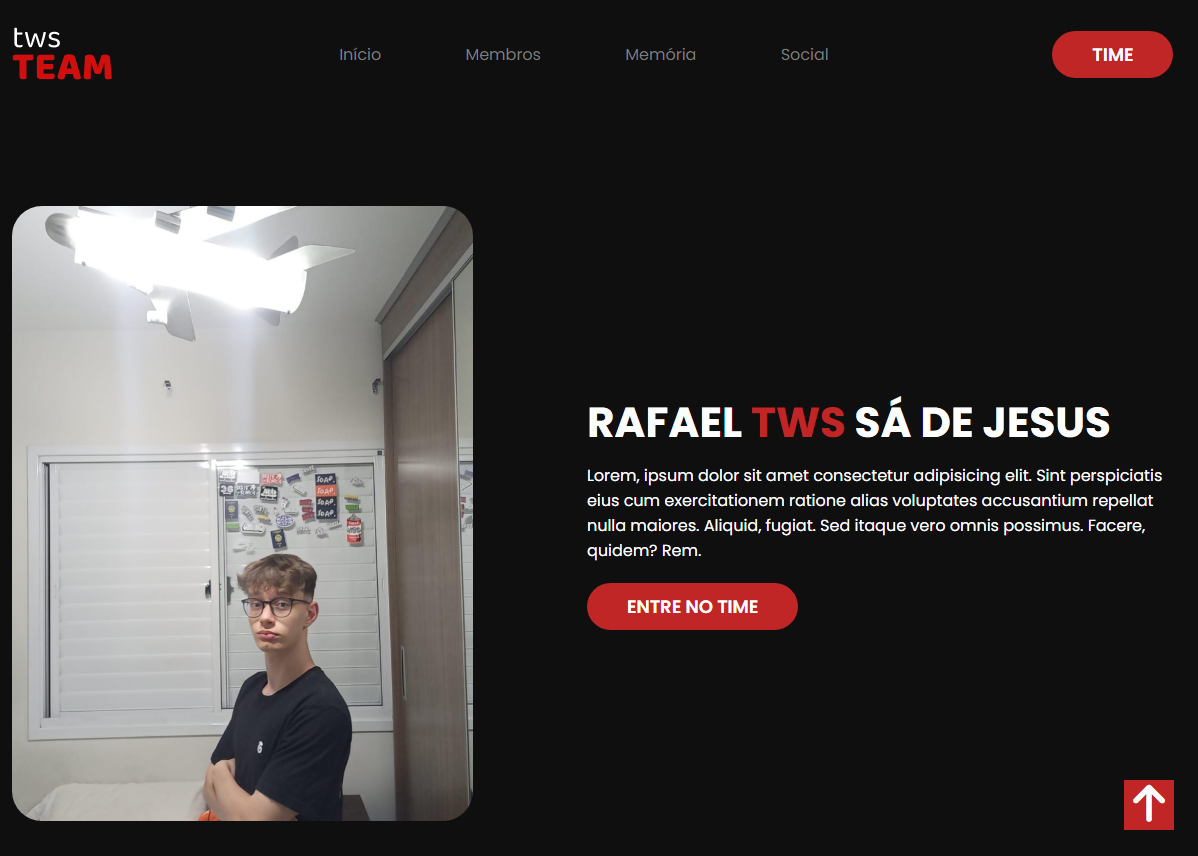 tws
TEAM
Início Membros Memória Social
TIME
RAFAEL TWS SÁ DE JESUS
Lorem, ipsum dolor sit amet consectetur adipisicing elit. Sint perspiciatis
eius cum exercitationem ratione alias voluptates accusantium repellat
nulla maiores. Aliquid, fugiat. Sed itaque vero omnis possimus. Facere,
quidem? Rem.
ENTRE NO TIME